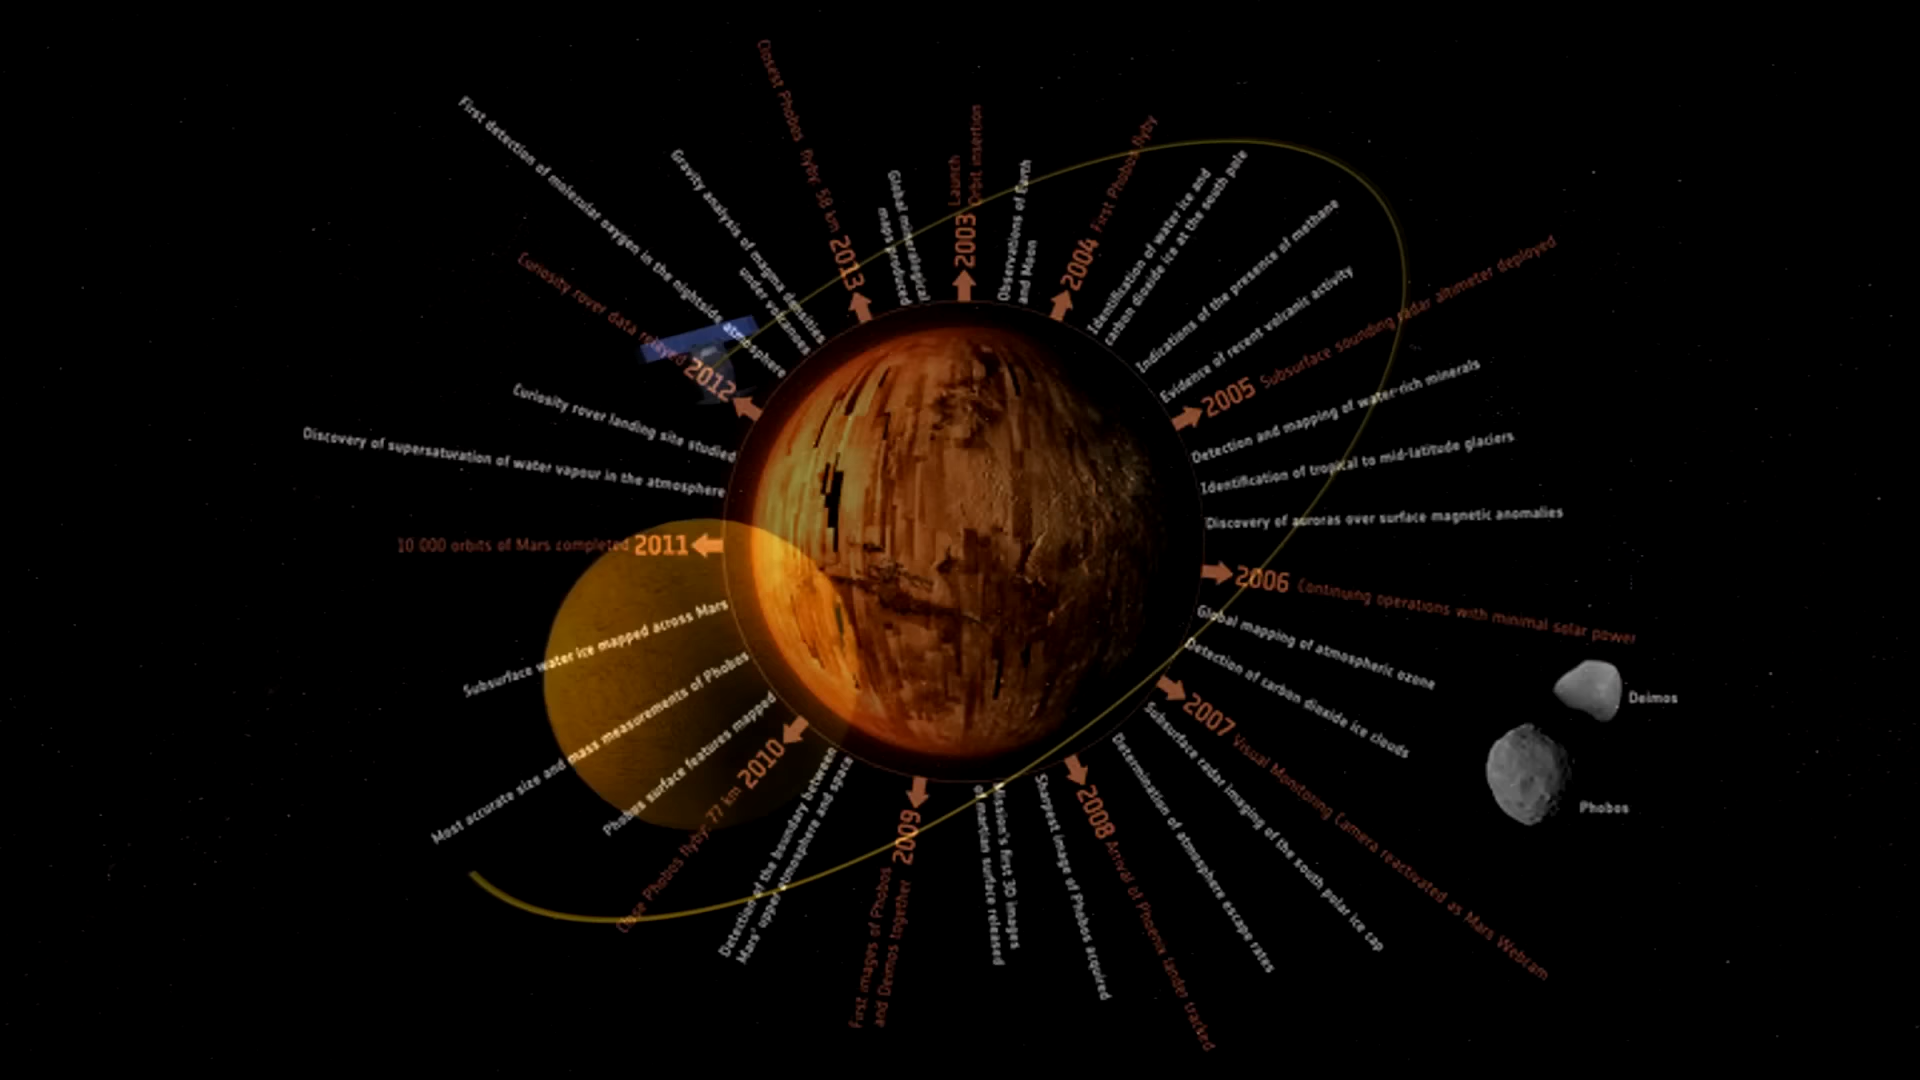 2003 Launch
Orbit insertion
Observations of Earth
and Moon
2004 First Phobos flyby
Identification of water ice and
carbon dioxide ice at the south pole
Indications of the presence of methane
Evidence of recent volcanic activity
2005 Subsurface sounding radar altimeter deployed
Detection and mapping of water-rich minerals
Identification of tropical to mid-latitude glaciers
Discovery of auroras over surface magnetic anomalies
2006 Continuing operations with minimal solar power
Global mapping of atmospheric ozone
Detection of carbon dioxide ice clouds
2007 Visual Monitoring Camera reactivated as Mars Webcam
Subsurface radar imaging of the south polar ice cap
Determination of atmosphere escape rates
2008 Arrival of Phoenix lander tracked
Sharpest image of Phobos acquired
Mission's first 3D images
of martian surface released
2009 First images of Phobos
and Deimos together
Detection of the boundary between
Mars' upper atmosphere and space
2010 Close Phobos flyby: 77 km
Phobos surface features mapped
Most accurate size and mass measurements of Phobos
Subsurface water ice mapped across Mars
2011 10 000 orbits of Mars completed
Discovery of supersaturation of water vapour in the atmosphere
Curiosity rover landing site studied
2012 Curiosity rover data relayed
First detection of molecular oxygen in the nightside atmosphere
Gravity analysis of magma densities
under volcanoes
2013 Closest Phobos flyby: 58 km
Global mineralogical
maps produced
Deimos
Phobos